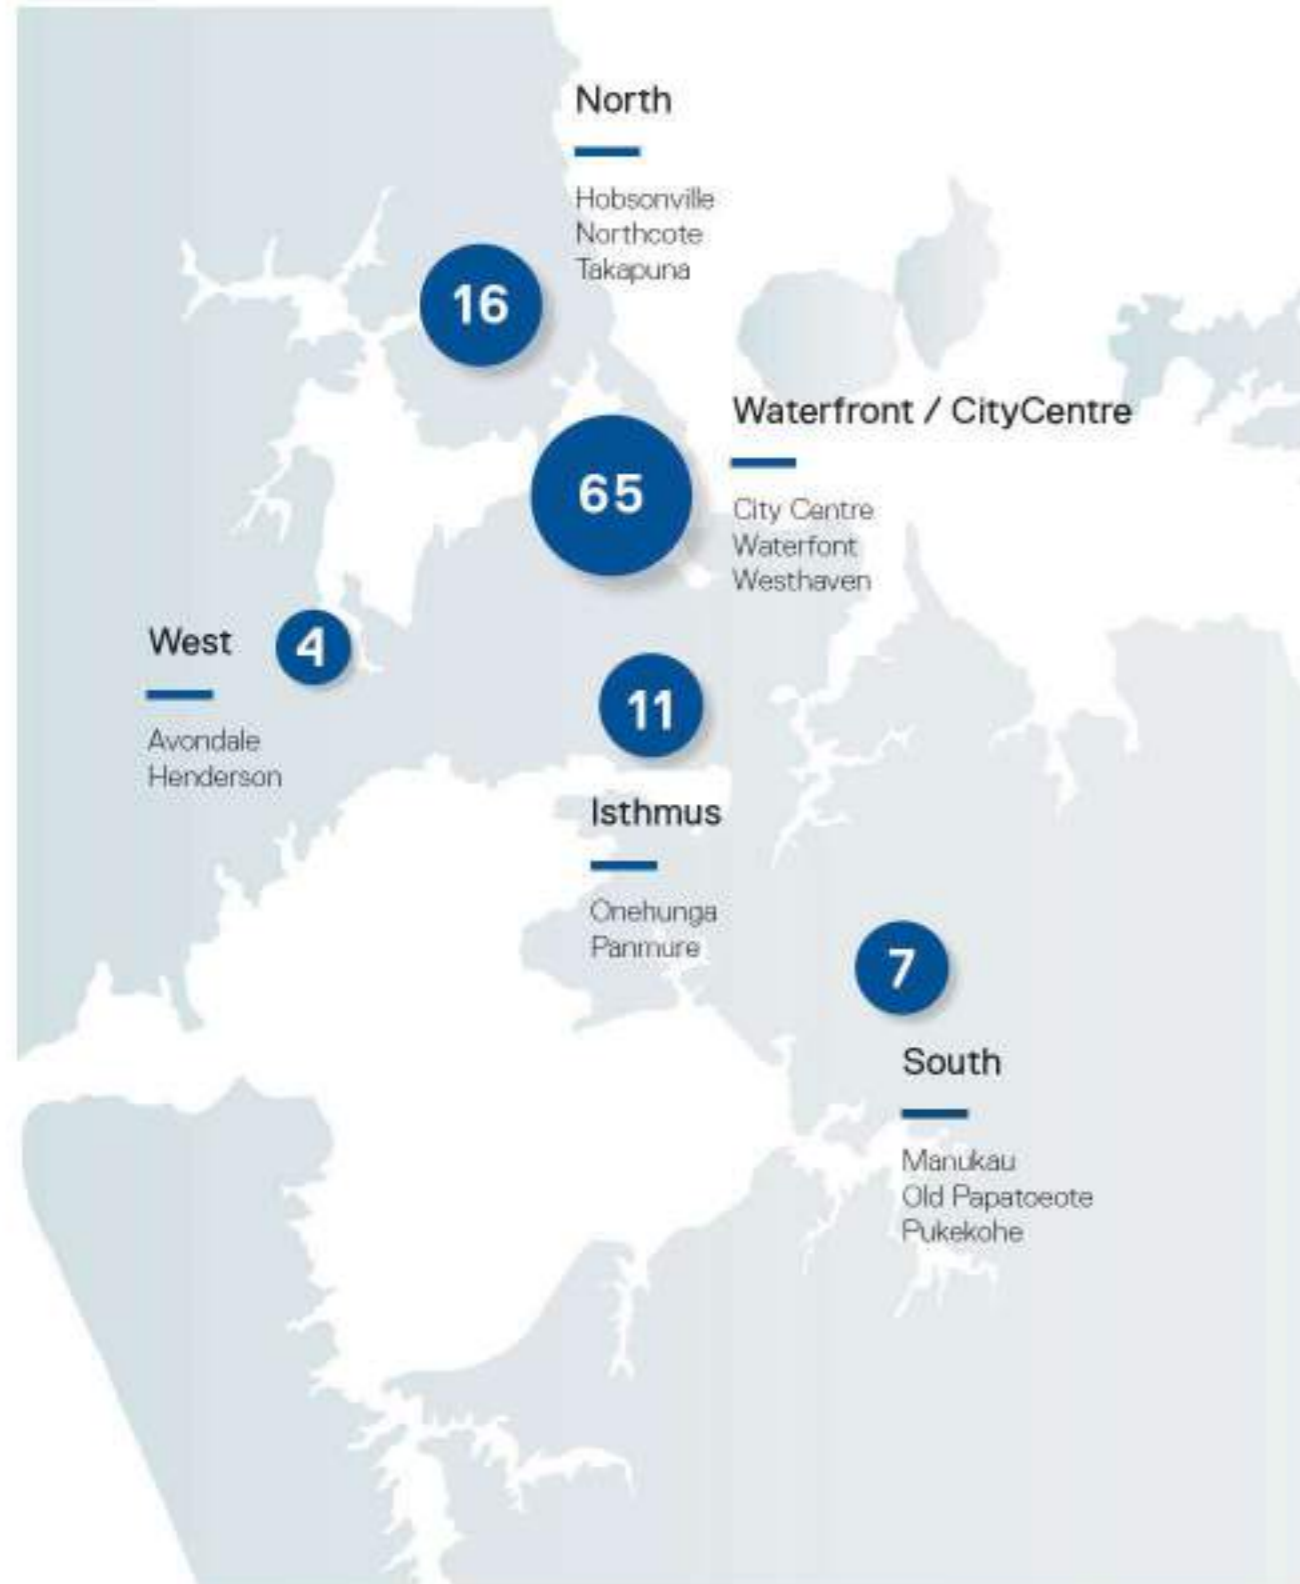 North
Hobsonville
Northcote
Takapuna
16
Waterfront / CityCentre
65
City Centre
Waterfont
Westhaven
West
4
Avondale
Henderson
11
Isthmus
Onehunga
Panmure
7
South
Manukau
Old Papatoeote
Pukekohe